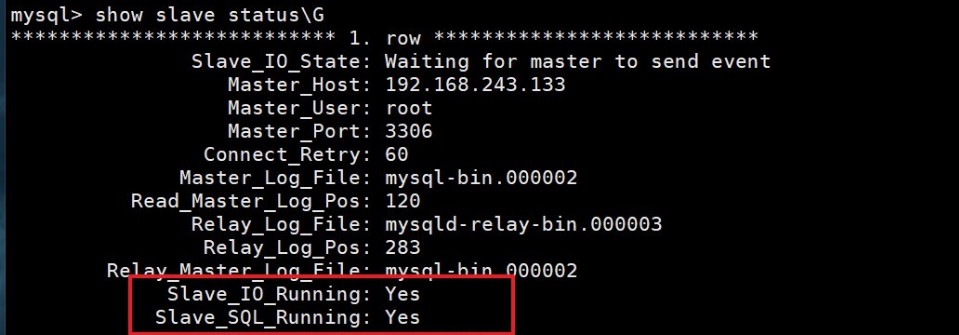 mysql> show slave status\G
*************************** 1. row ***************************
Slave_IO_State: Waiting for master to send event
Master_Host: 192.168.243.133
Master_User: root
Master_Port: 3306
Connect_Retry: 60
Master_Log_File: mysql-bin.000002
Read_Master_Log_Pos: 120
Relay_Log_File: mysqld-relay-bin.000003
Relay_Log_Pos: 283
Relay_Master_Log_File: mysql-bin.000002
Slave_IO_Running: Yes
Slave_SQL_Running: Yes